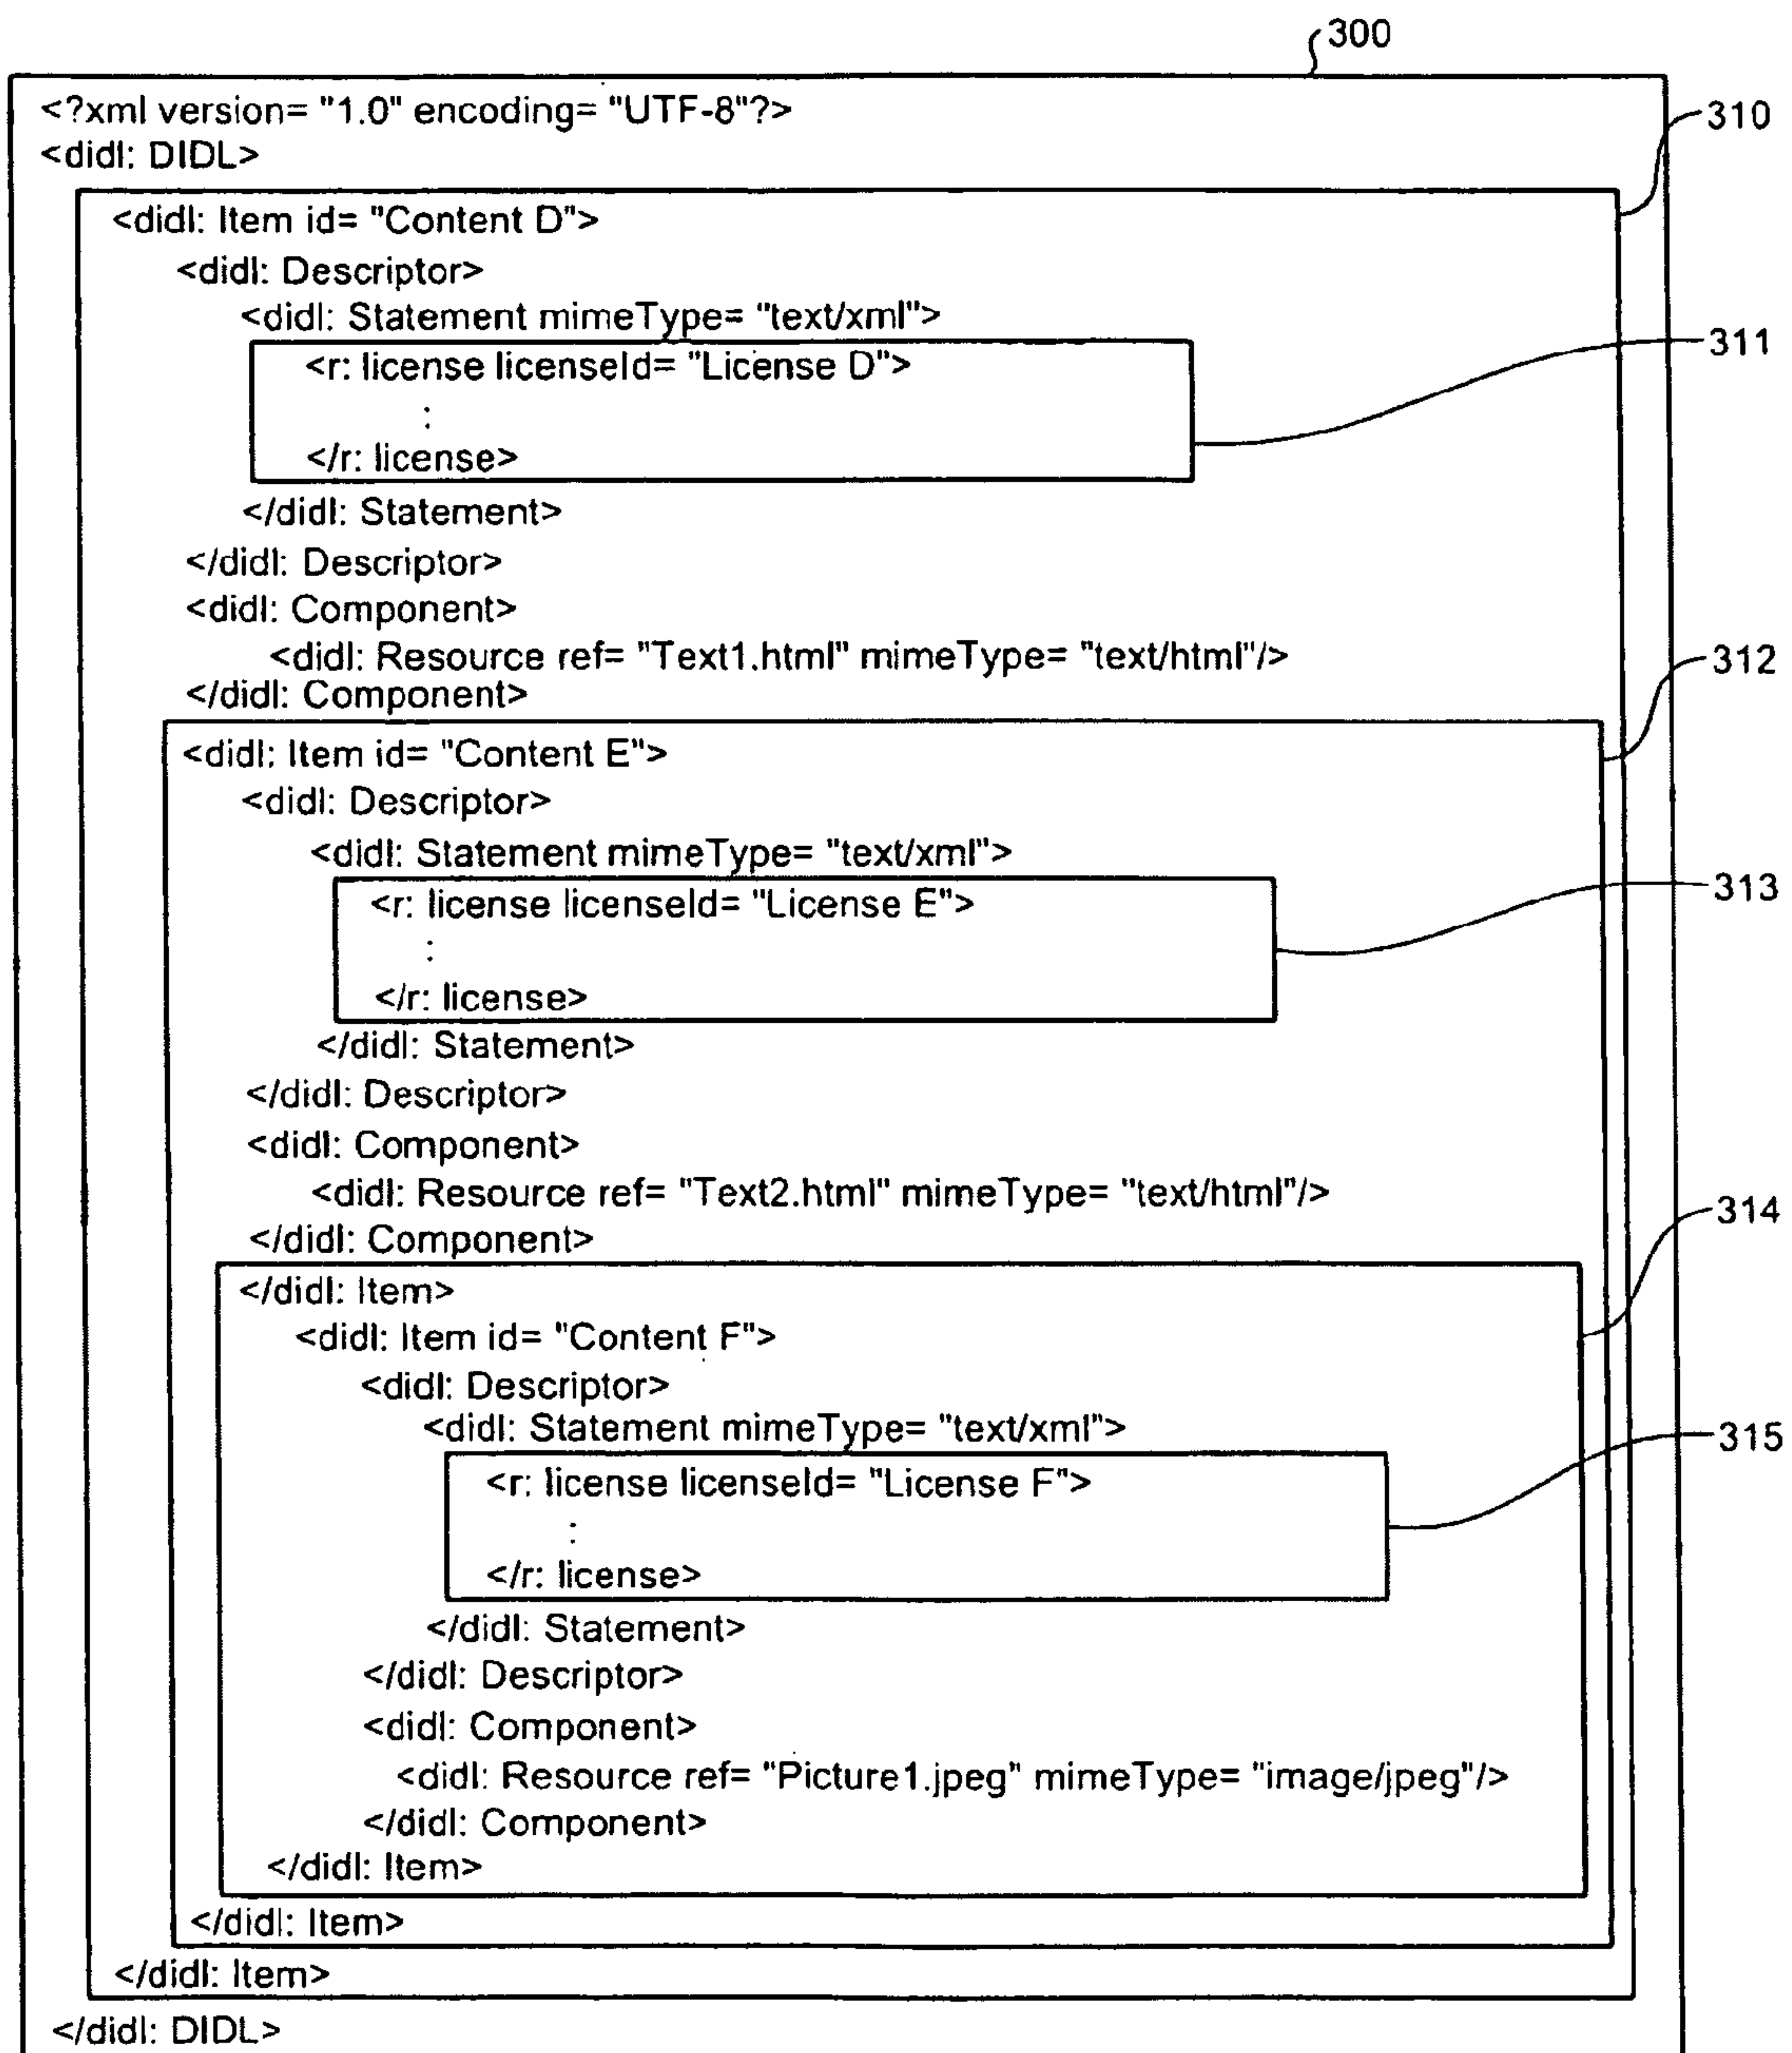 300
<?xml version= "1.0" encoding= "UTF-8"?>
310
<didl: DIDL>
<didl: Item id= "Content D">
<didl: Descriptor>
<didl: Statement mimeType= "text/xml">
311
<r: license licenseId= "License D">
:
</r: license>
</didl: Statement>
</didl: Descriptor>
<didl: Component>
<didl: Resource ref= "Text1.html" mimeType= "text/html"/>
312
</didl: Component>
<didl: Item id= "Content E">
<didl: Descriptor>
<didl: Statement mimeType= "text/xml">
313
<r: license licenseId= "License E">
:
</r: license>
</didl: Statement>
</didl: Descriptor>
<didl: Component>
<didl: Resource ref= "Text2.html" mimeType= "text/html"/>
314
</didl: Component>
</didl: Item>
<didl: Item id= "Content F">
<didl: Descriptor>
<didl: Statement mimeType= "text/xml">
315
<r: license licenseId= "License F">
:
</r: license>
</didl: Statement>
</didl: Descriptor>
<didl: Component>
<didl: Resource ref= "Picture1.jpeg" mimeType= "image/jpeg"/>
</didl: Component>
</didl: Item>
</didl: Item>
</didl: Item>
</didl: DIDL>